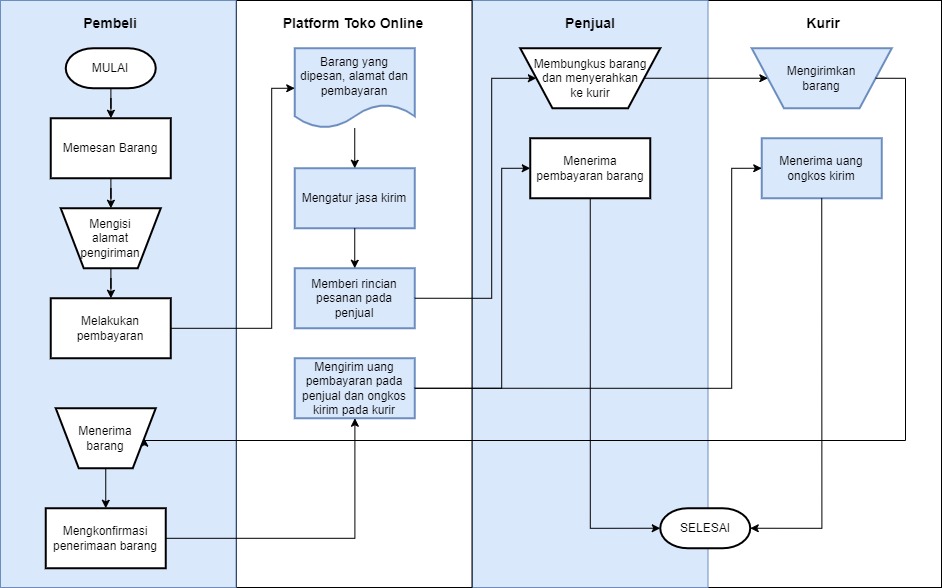 Pembeli
Platform Toko Online
Penjual
Kurir
MULAI
Memesan Barang
Mengisi
alamat
pengiriman
Melakukan
pembayaran
Menerima
barang
Mengkonfirmasi
penerimaan barang
Barang yang
dipesan, alamat dan
pembayaran
Mengatur jasa kirim
Memberi rincian
pesanan pada
penjual
Mengirim uang
pembayaran pada
penjual dan ongkos
kirim pada kurir
Membungkus barang
dan menyerahkan
ke kurir
Menerima
pembayaran barang
Mengirimkan
barang
Menerima uang
ongkos kirim
SELESAI